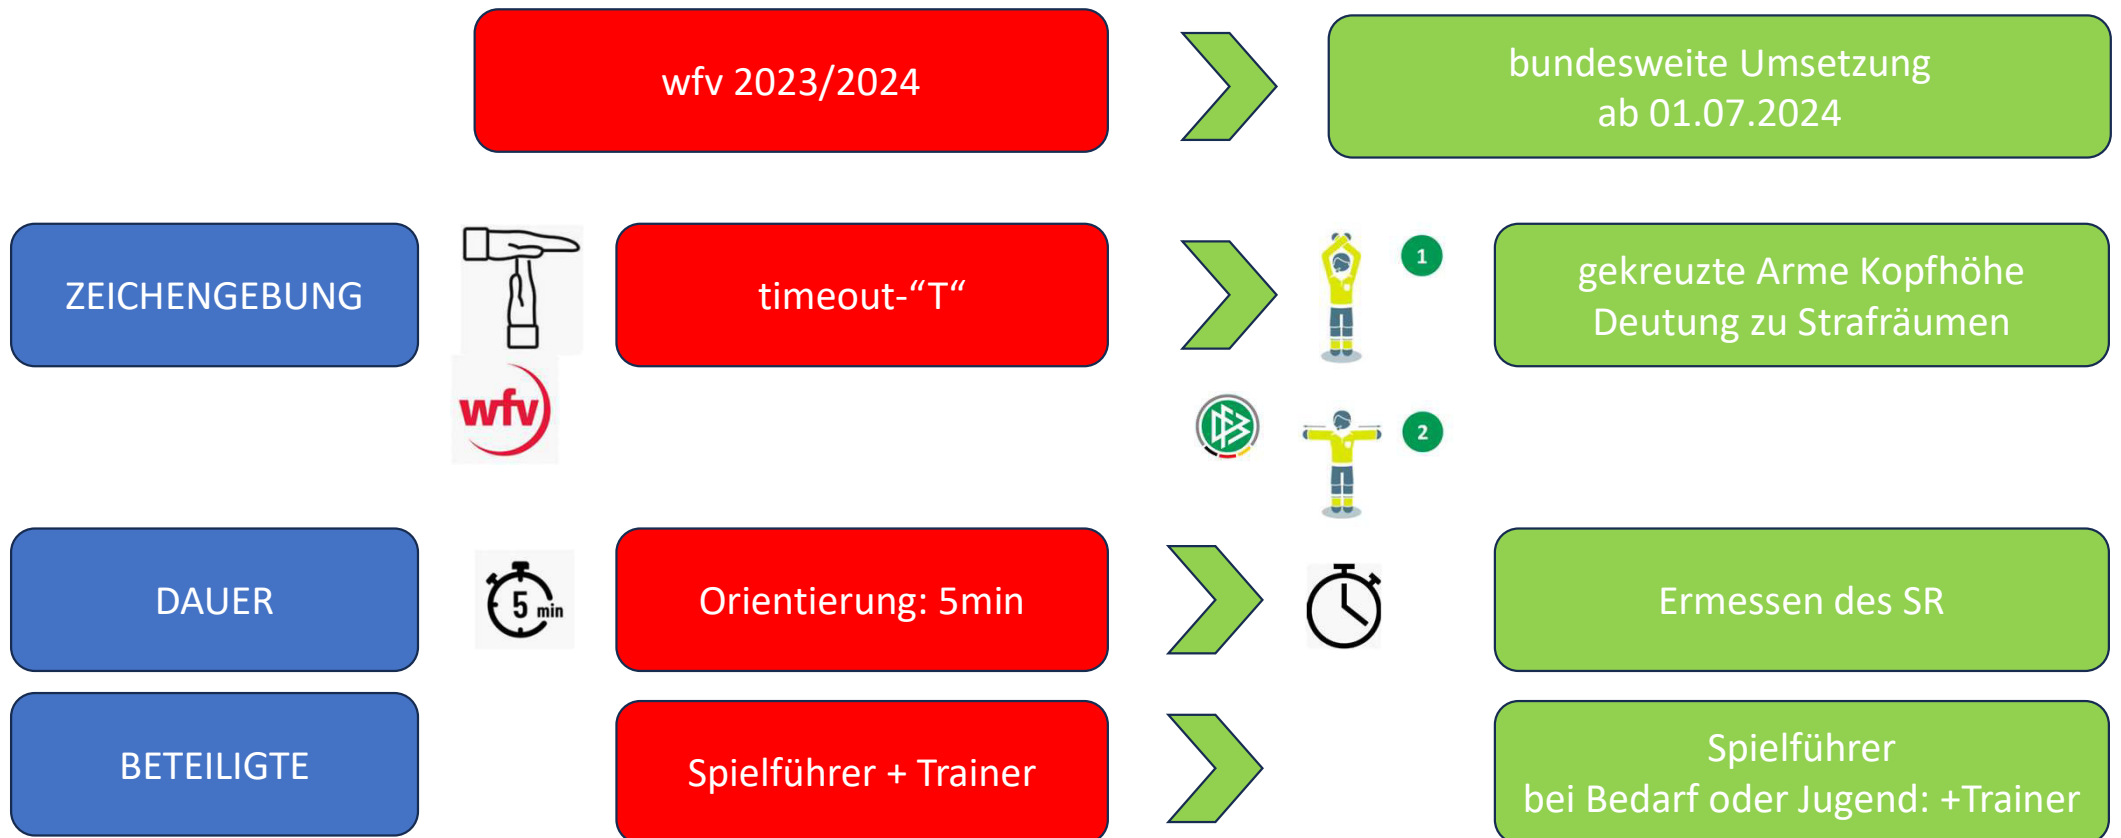 wfv 2023/2024
bundesweite Umsetzung
ab 01.07.2024
ZEICHENGEBUNG
timeout-“T“
1
gekreuzte Arme Kopfhöhe
Deutung zu Strafräumen
wfv
DFB
2
DAUER
5 min
Orientierung: 5min
Ermessen des SR
BETEILIGTE
Spielführer + Trainer
Spielführer
bei Bedarf oder Jugend: +Trainer